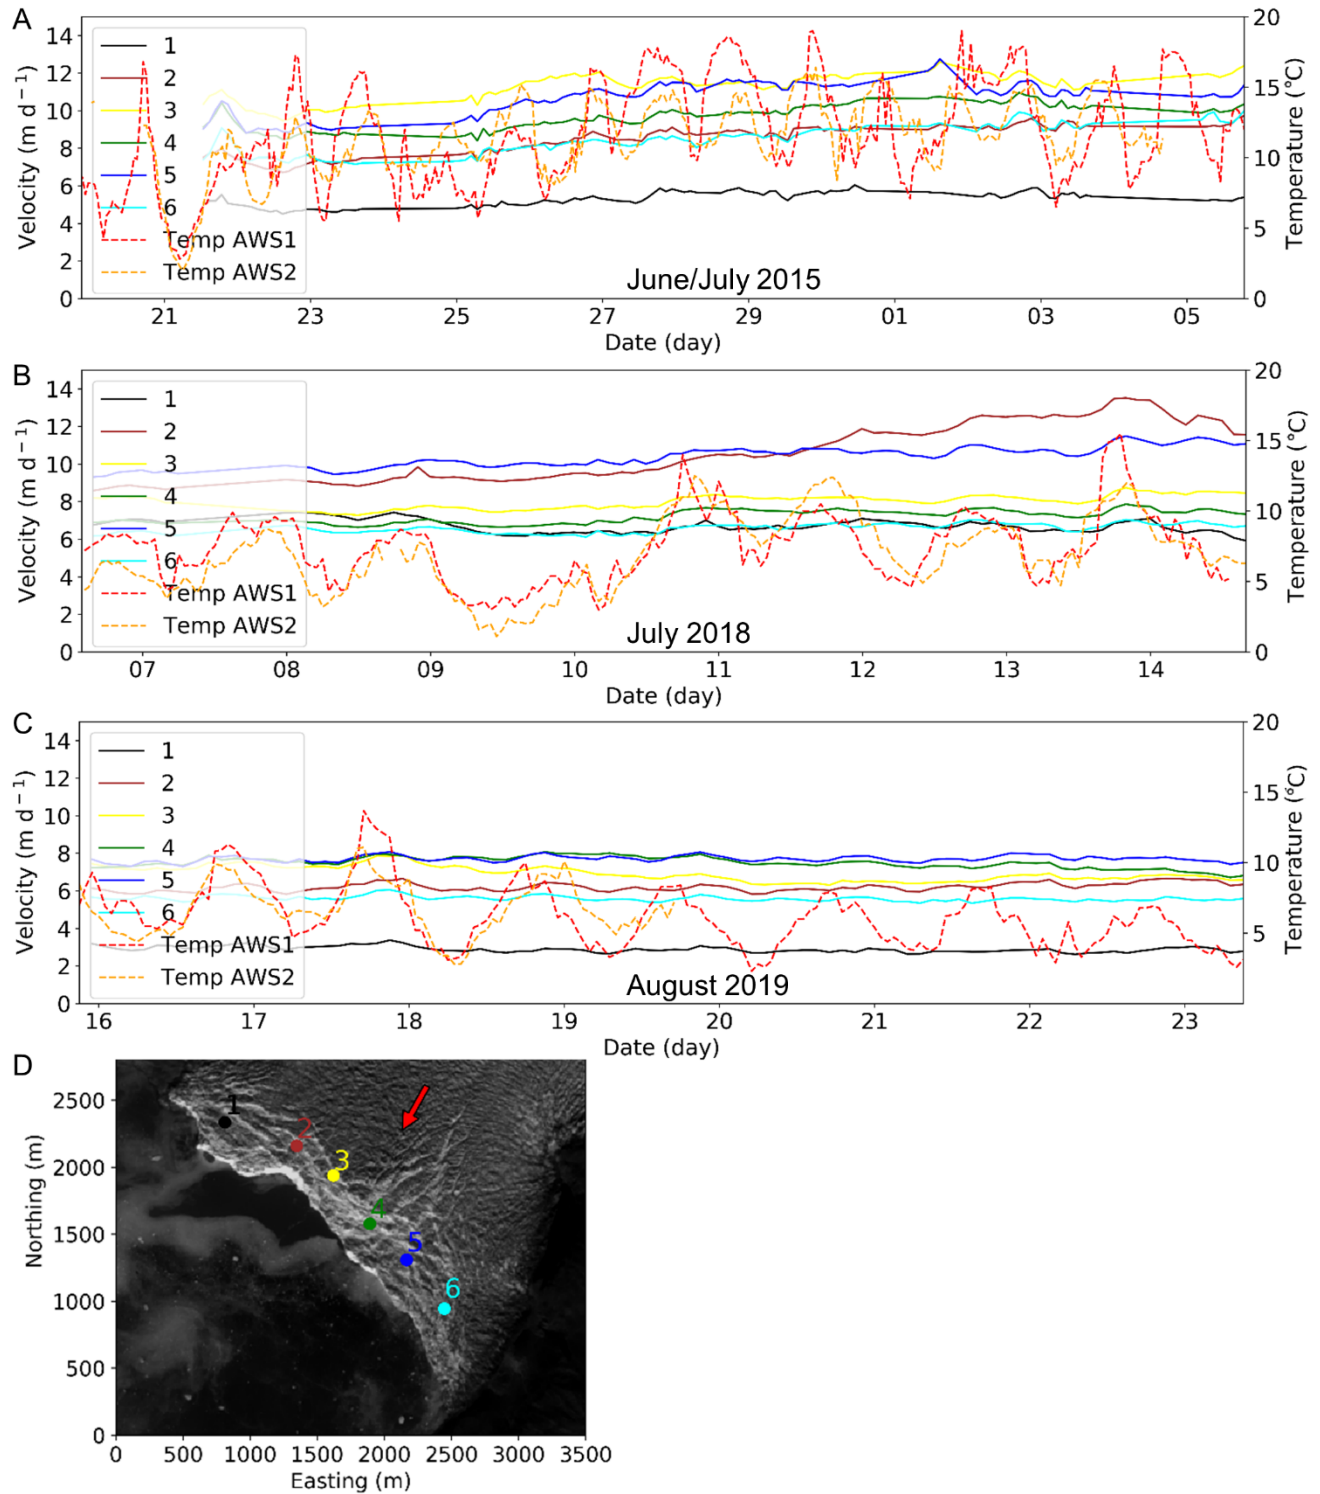 A
14
12
10
8
6
4
2
0
Velocity (m d⁻¹)
1
2
3
4
5
6
Temp AWS1
Temp AWS2
20
15
10
5
0
Temperature (°C)
June/July 2015
21 23 25 27 29 01 03 05
Date (day)
B
14
12
10
8
6
4
2
0
Velocity (m d⁻¹)
1
2
3
4
5
6
Temp AWS1
Temp AWS2
20
15
10
5
0
Temperature (°C)
July 2018
07 08 09 10 11 12 13 14
Date (day)
C
14
12
10
8
6
4
2
0
Velocity (m d⁻¹)
1
2
3
4
5
6
Temp AWS1
Temp AWS2
20
15
10
5
Temperature (°C)
August 2019
16 17 18 19 20 21 22 23
Date (day)
D
2500
2000
1500
1000
500
0
Northing (m)
1
2
3
4
5
6
0 500 1000 1500 2000 2500 3000 3500
Easting (m)